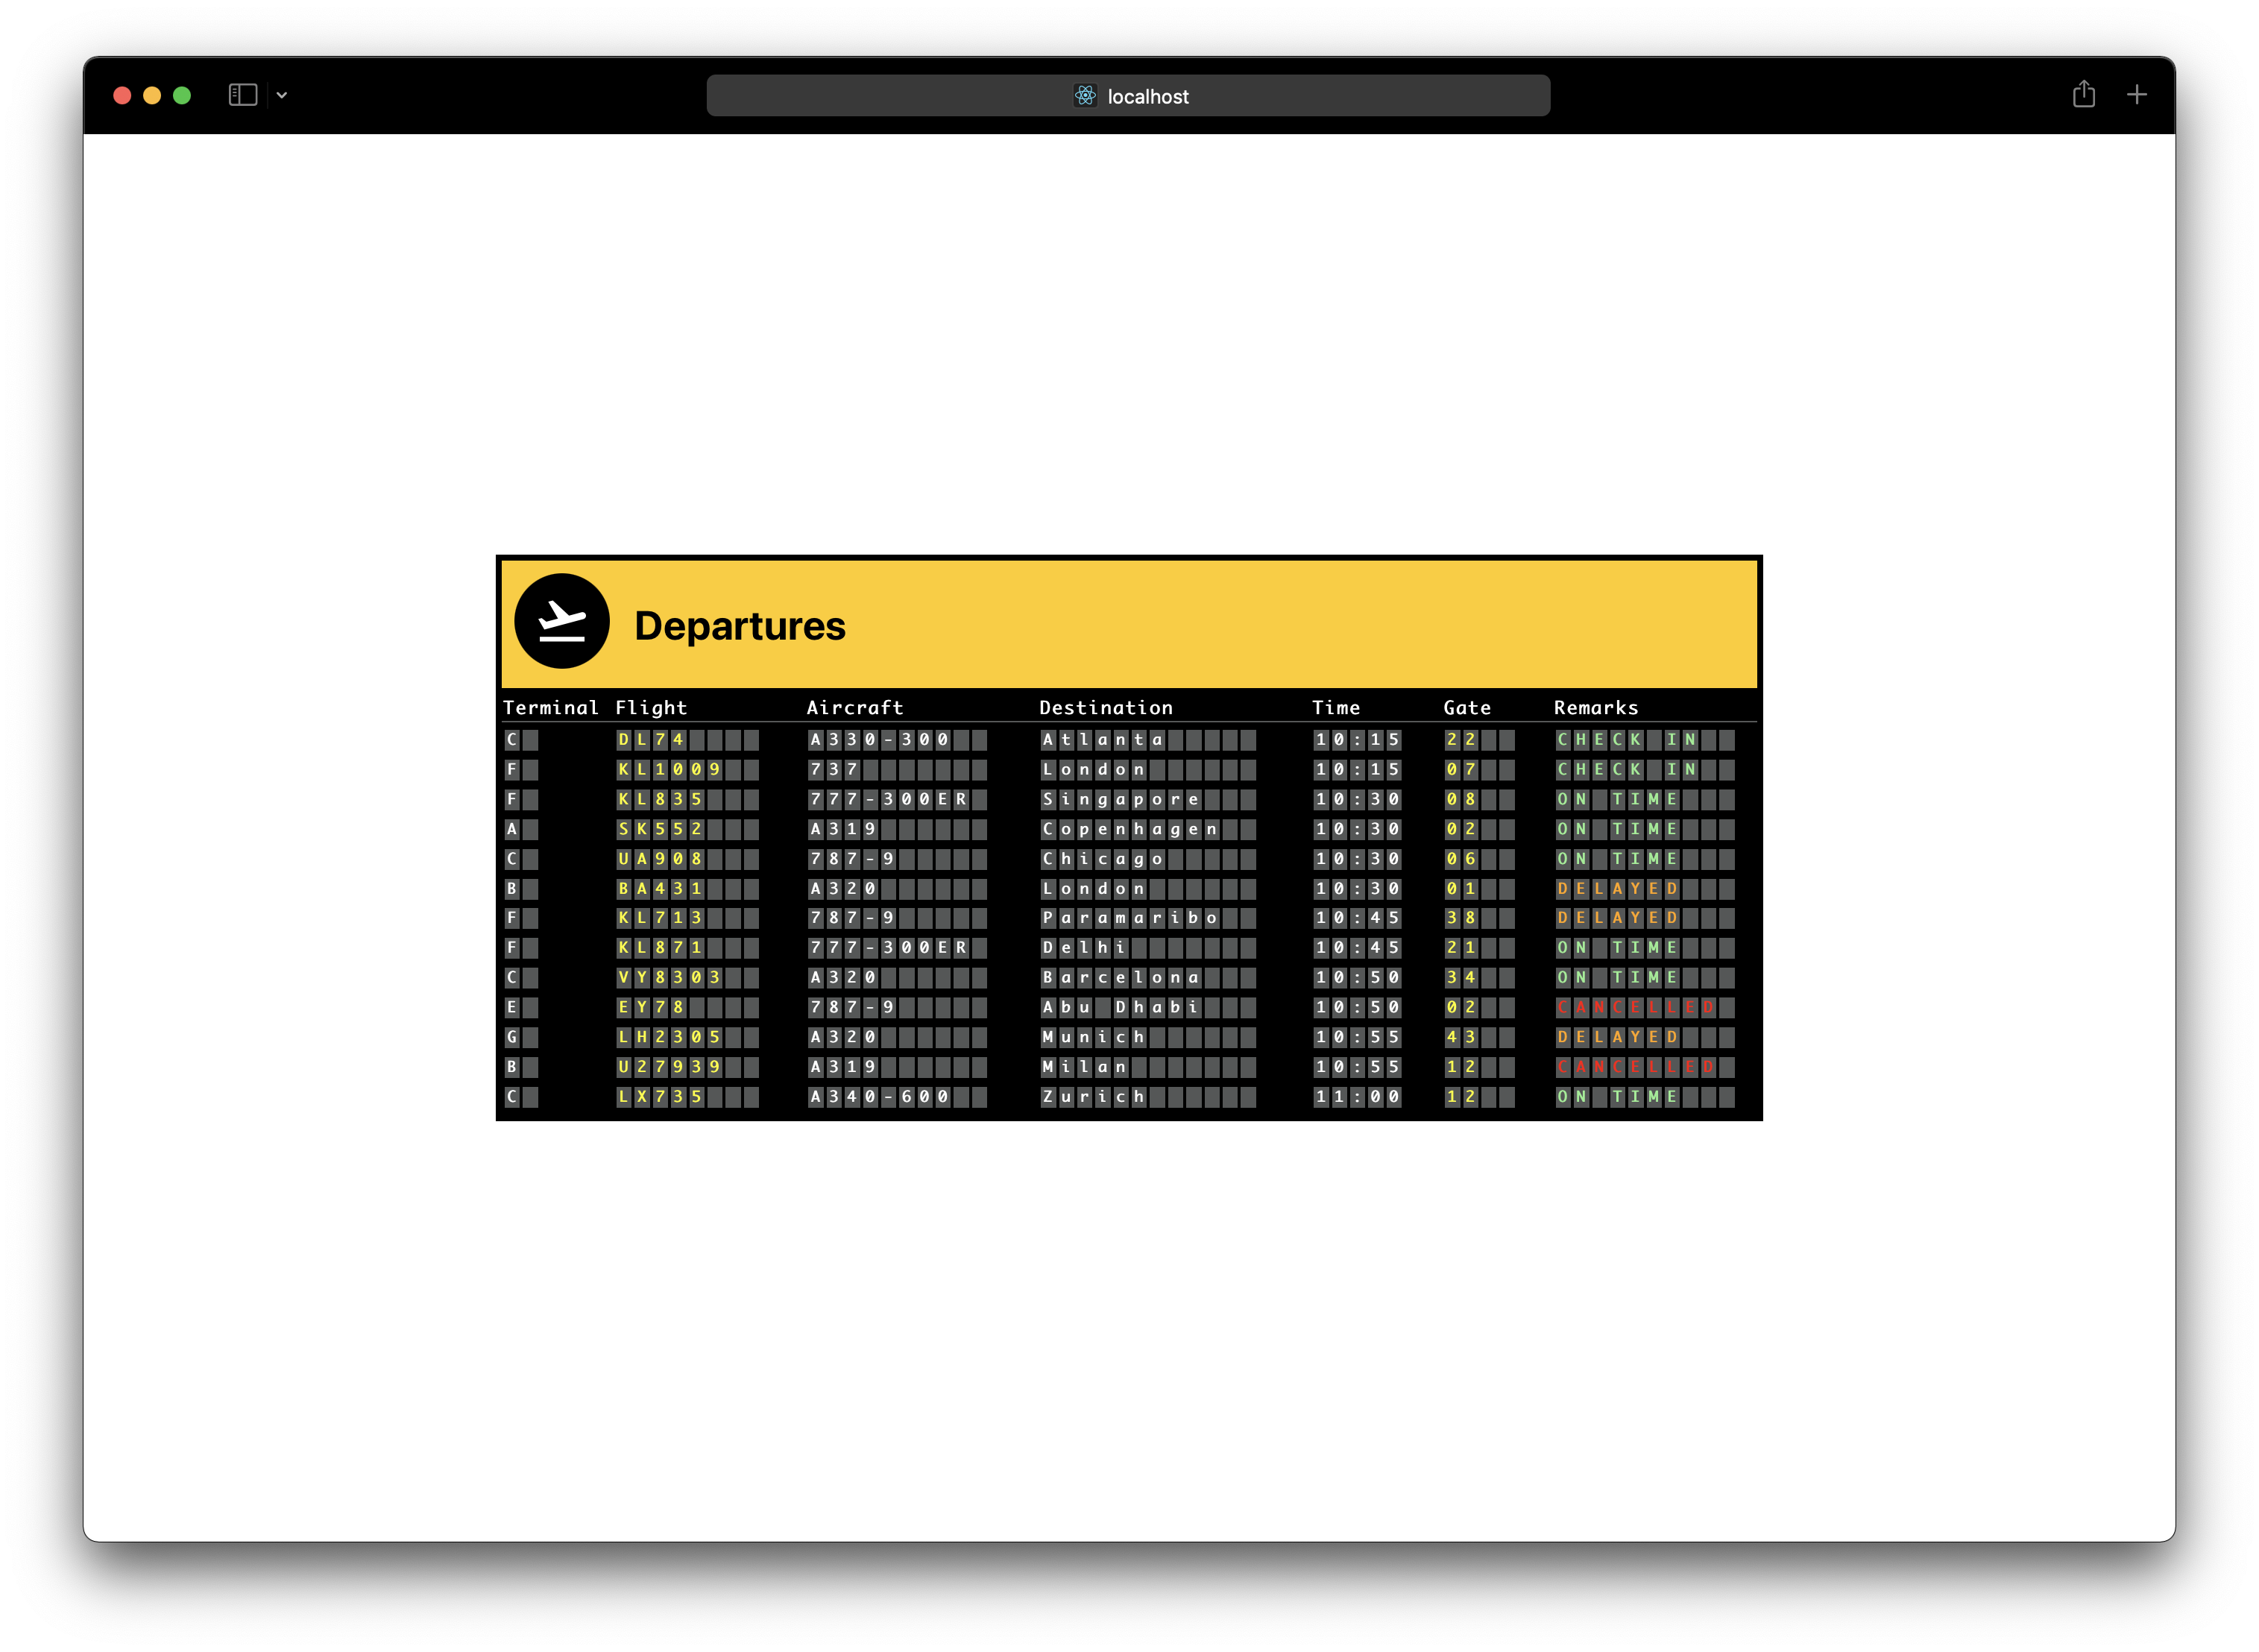 localhost
Departures
Terminal Flight Aircraft Destination Time Gate Remarks
C DL74 A330-300 Atlanta 10:15 22 CHECK IN
F KL1009 737 London 10:15 07 CHECK IN
F KL835 777-300ER Singapore 10:30 08 ON TIME
A SK552 A319 Copenhagen 10:30 02 ON TIME
C UA908 787-9 Chicago 10:30 06 ON TIME
B BA431 A320 London 10:30 01 DELAYED
F KL713 787-9 Paramaribo 10:45 38 DELAYED
F KL871 777-300ER Delhi 10:45 21 ON TIME
C VY8303 A320 Barcelona 10:50 34 ON TIME
E EY78 787-9 Abu Dhabi 10:50 02 CANCELLED
G LH2305 A320 Munich 10:55 43 DELAYED
B U27939 A319 Milan 10:55 12 CANCELLED
C LX735 A340-600 Zurich 11:00 12 ON TIME